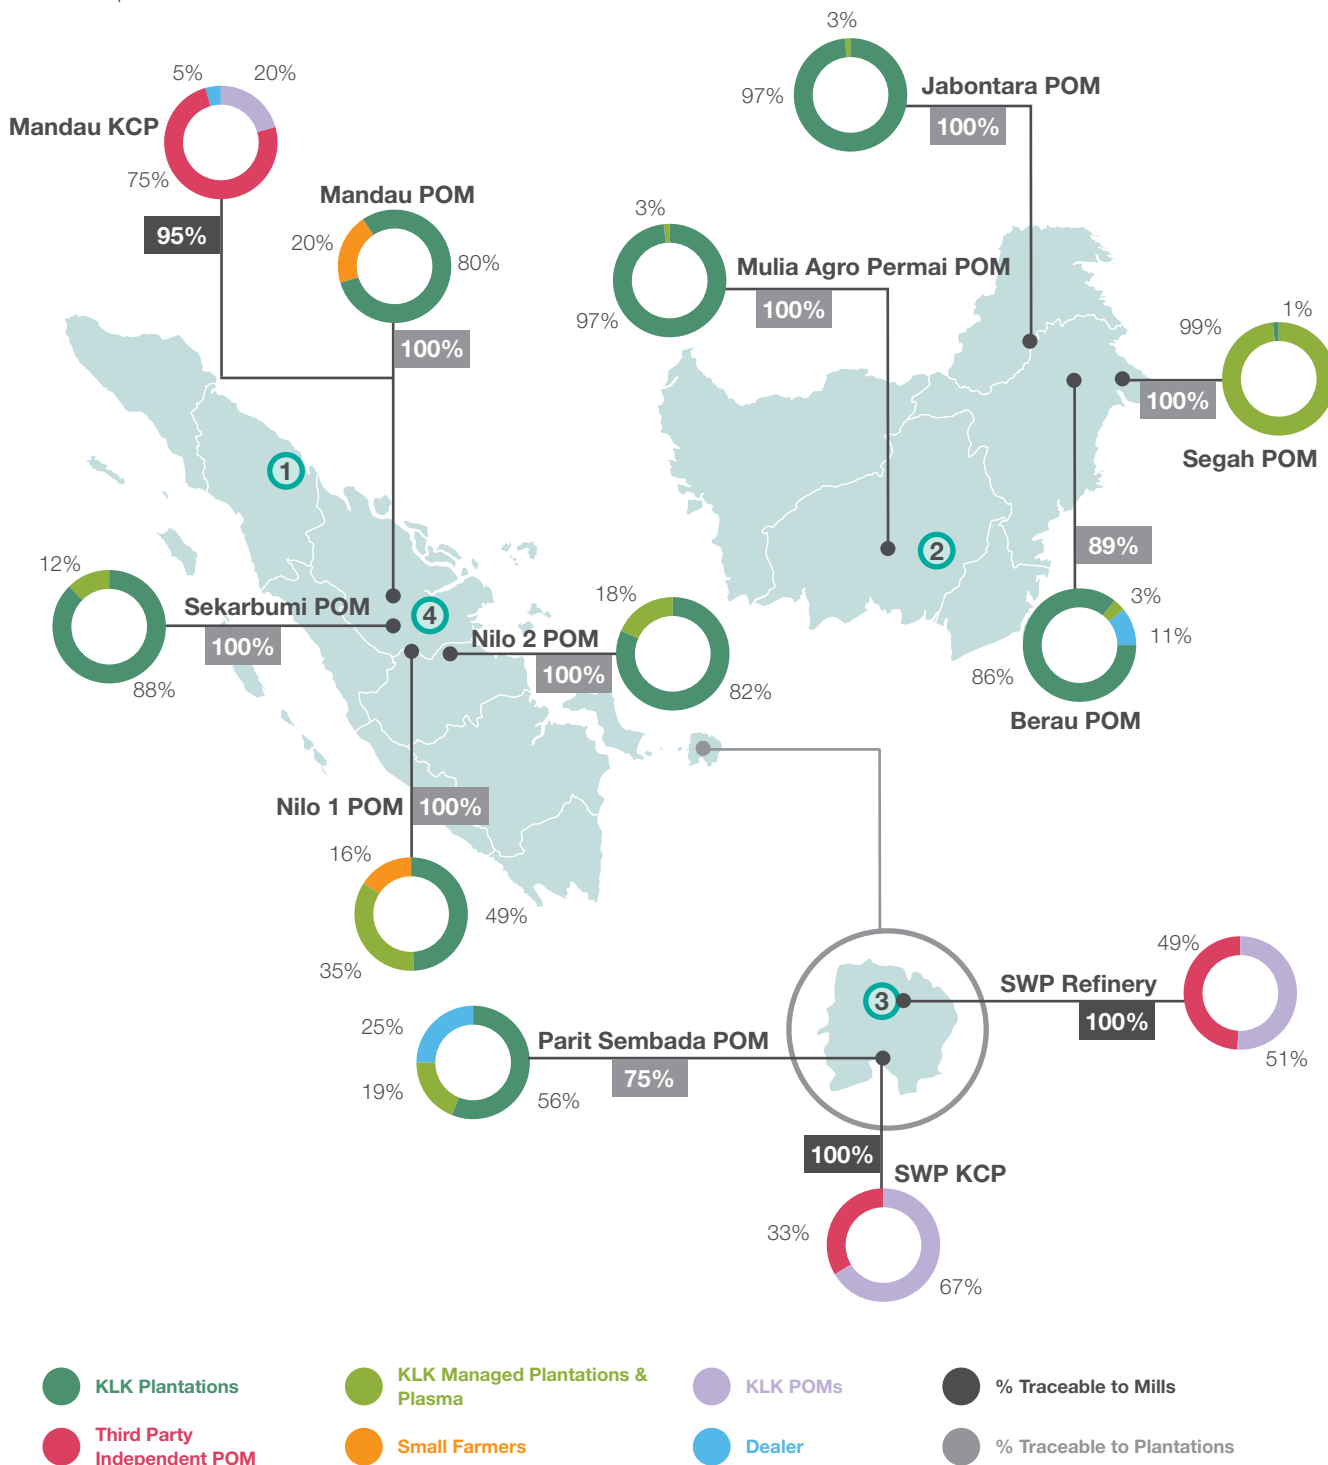 3%
5%
20%
Jabontara POM
97%
Mandau KCP
100%
75%
Mandau POM
3%
95%
20%
80%
Mulia Agro Permai POM
100%
97%
99%
1%
100%
100%
Segah POM
1
89%
2
12%
18%
3%
Sekarbumi POM
4
11%
100%
Nilo 2 POM
100%
86%
88%
82%
Berau POM
Nilo 1 POM
100%
16%
49%
35%
49%
SWP Refinery
3
100%
25%
Parit Sembada POM
51%
75%
19%
56%
100%
SWP KCP
33%
67%
KLK Plantations
KLK Managed Plantations &
Plasma
KLK POMs
% Traceable to Mills
Third Party
Independent POM
Small Farmers
Dealer
% Traceable to Plantations